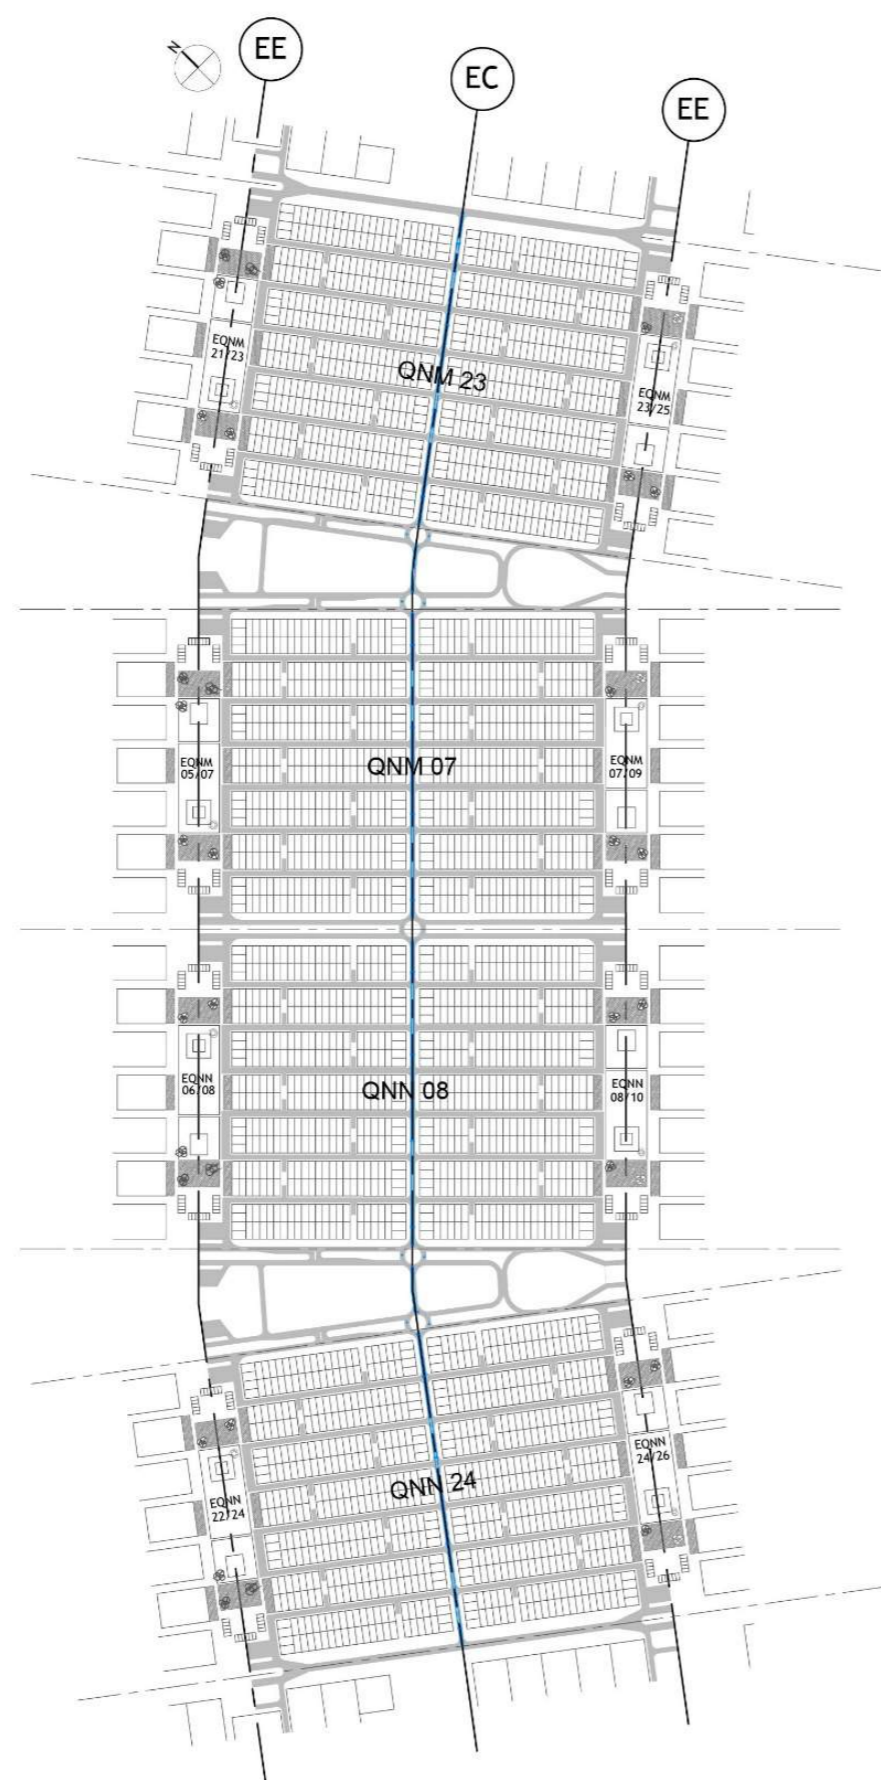 N
EE
EC
EE
EQNM
21/23
QNM 23
EQNM
23/25
EQNM
05/07
QNM 07
EQNM
07/09
EQNN
06/08
QNN 08
EQNN
08/10
EQNN
24/26
QNN 24
EQNN
22/24